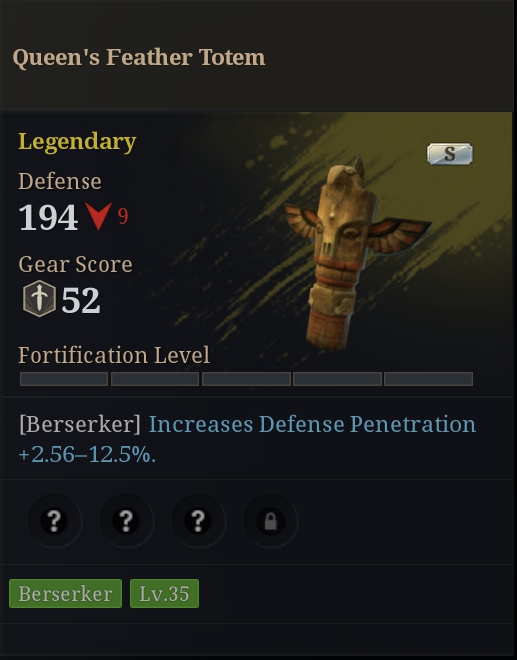 Queen's Feather Totem
Legendary
S
Defense
194 9
Gear Score
52
Fortification Level
[Berserker] Increases Defense Penetration
+2.56–12.5%.
? ? ?
Berserker Lv.35